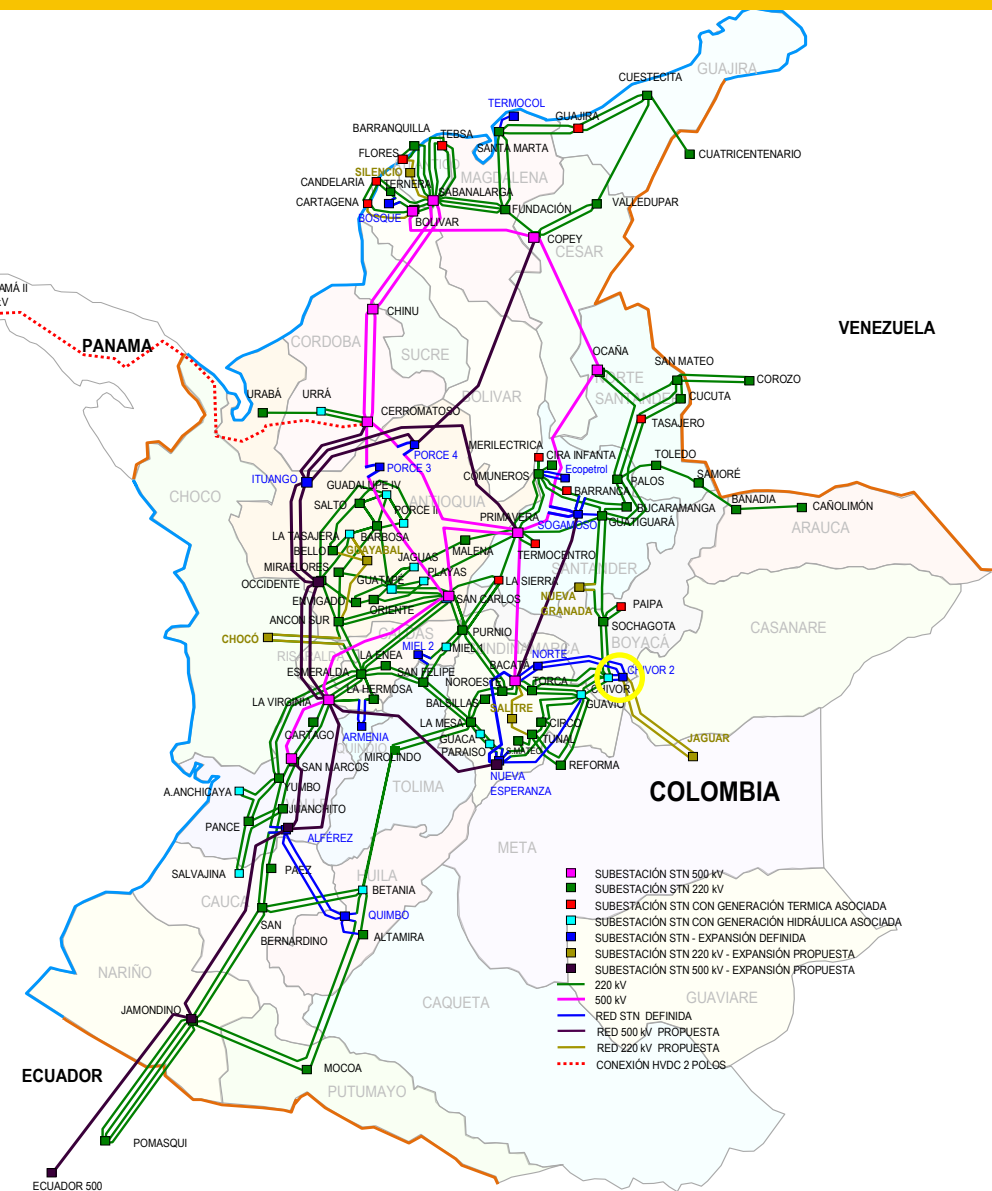 GUAJIRA
CUESTECITA
TERMOCOL
GUAJIRA
BARRANQUILLA
TEBSA
SANTA MARTA
FLORES
CUATRICENTENARIO
SILENCIO
MAGDALENA
CANDELARIA
TERNERA
SABANALARGA
CARTAGENA
VALLEDUPAR
FUNDACIÓN
BOSQUE
BOLIVAR
COPEY
CESAR
AMÁ II
kV
CHINU
VENEZUELA
PANAMA
CORDOBA
OCAÑA
SUCRE
SAN MATEO
NORTE
SANTANDER
COROZO
URABÁ
URRÁ
BOLIVAR
CUCUTA
CERROMATOSO
TASAJERO
MERILECTRICA
PORCE 4
CIRA INFANTA
TOLEDO
PORCE 3
Ecopetrol
COMUNEROS
SAMORÉ
ITUANGO
PALOS
GUADALUPE IV
BARRANCA
CHOCO
ANTIOQUIA
BANADIA
CAÑOLIMÓN
SALTO
PORCE II
BUCARAMANGA
PRIMAVERA
SOGAMOSO
GUATIGUARÁ
ARAUCA
LA TASAJERA
BARBOSA
BELLO
GUAYABAL
MALENA
TERMOCENTRO
JAGUAS
MIRAFLORES
SANTANDER
PLAYAS
OCCIDENTE
GUATAPE
LA SIERRA
NUEVA
GRANADA
ENVIGADO
ORIENTE
SAN CARLOS
PAIPA
ANCON SUR
SOCHAGOTA
CASANARE
CHOCÓ
CALDAS
PURNIO
BOYACÁ
RISARALDA
MIEL 2
MIEL I
CUNDINAMARCA
LA ENEA
NORTE
BACATA
CHIVOR 2
ESMERALDA
SAN FELIPE
NOROESTE
TORCA
CHIVOR
LA HERMOSA
GUAVIO
LA VIRGINIA
BALSILLAS
SALITRE
LA MESA
CIRCO
CARTAGO
ARMENIA
GUACA
TUNAL
JAGUAR
QUINDIO
MIROLINDO
PARAISO
S.MATEO
SAN MARCOS
REFORMA
NUEVA
ESPERANZA
YUMBO
TOLIMA
COLOMBIA
A.ANCHICAYA
JUANCHITO
VALLE
PANCE
ALFÉREZ
META
PAEZ
HUILA
SALVAJINA
BETANIA
CAUCA
QUIMBO
SAN
BERNARDINO
ALTAMIRA
SUBESTACIÓN STN 500 kV
SUBESTACIÓN STN 220 kV
SUBESTACIÓN STN CON GENERACIÓN TERMICA ASOCIADA
SUBESTACIÓN STN CON GENERACIÓN HIDRÁULICA ASOCIADA
SUBESTACIÓN STN - EXPANSIÓN DEFINIDA
SUBESTACIÓN STN 220 kV - EXPANSIÓN PROPUESTA
SUBESTACIÓN STN 500 kV - EXPANSIÓN PROPUESTA
220 kV
500 kV
RED STN  DEFINIDA
RED 500 kV PROPUESTA
RED 220 kV  PROPUESTA
CONEXIÓN HVDC 2 POLOS
NARIÑO
CAQUETA
GUAVIARE
JAMONDINO
ECUADOR
MOCOA
PUTUMAYO
POMASQUI
ECUADOR 500